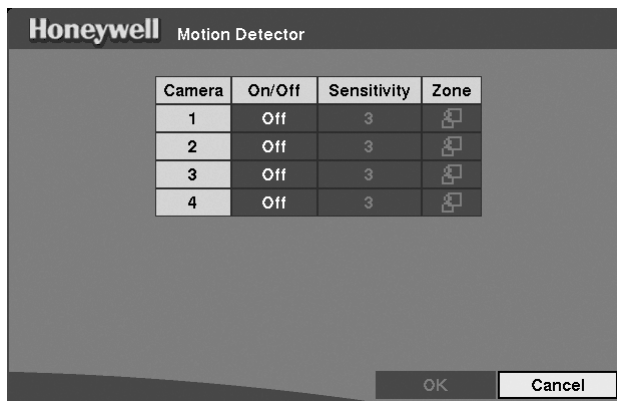 Honeywell Motion Detector
Camera On/Off Sensitivity Zone
1 Off 3
2 Off 3
3 Off 3
4 Off 3
OK Cancel